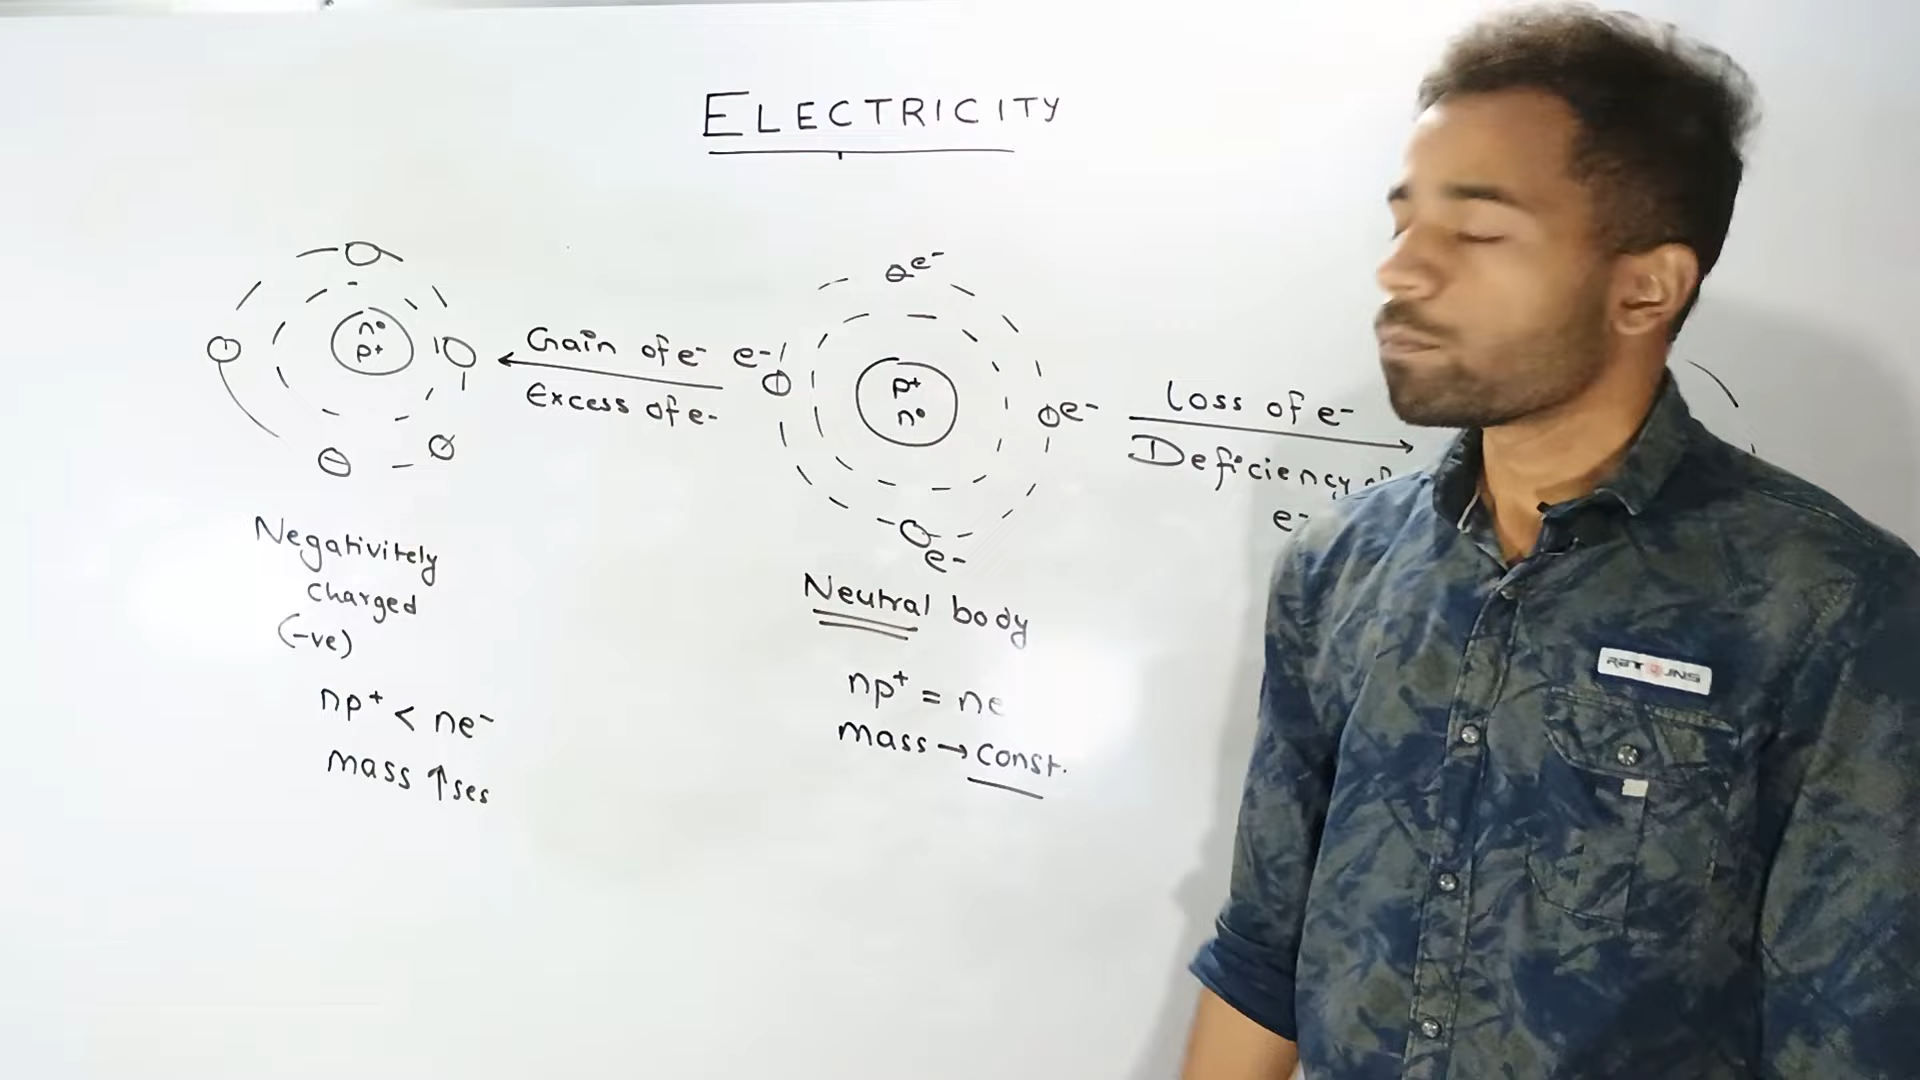 ELECTRICITY
n°
p+
Gain of e-
Excess of e-
Negativitely
charged
(-ve)
np+ < ne-
mass ↑ses
e-
e-
e-
e-
p+
n°
Neutral body
np+ = ne
mass → const.
Loss of e-
Deficiency
e-